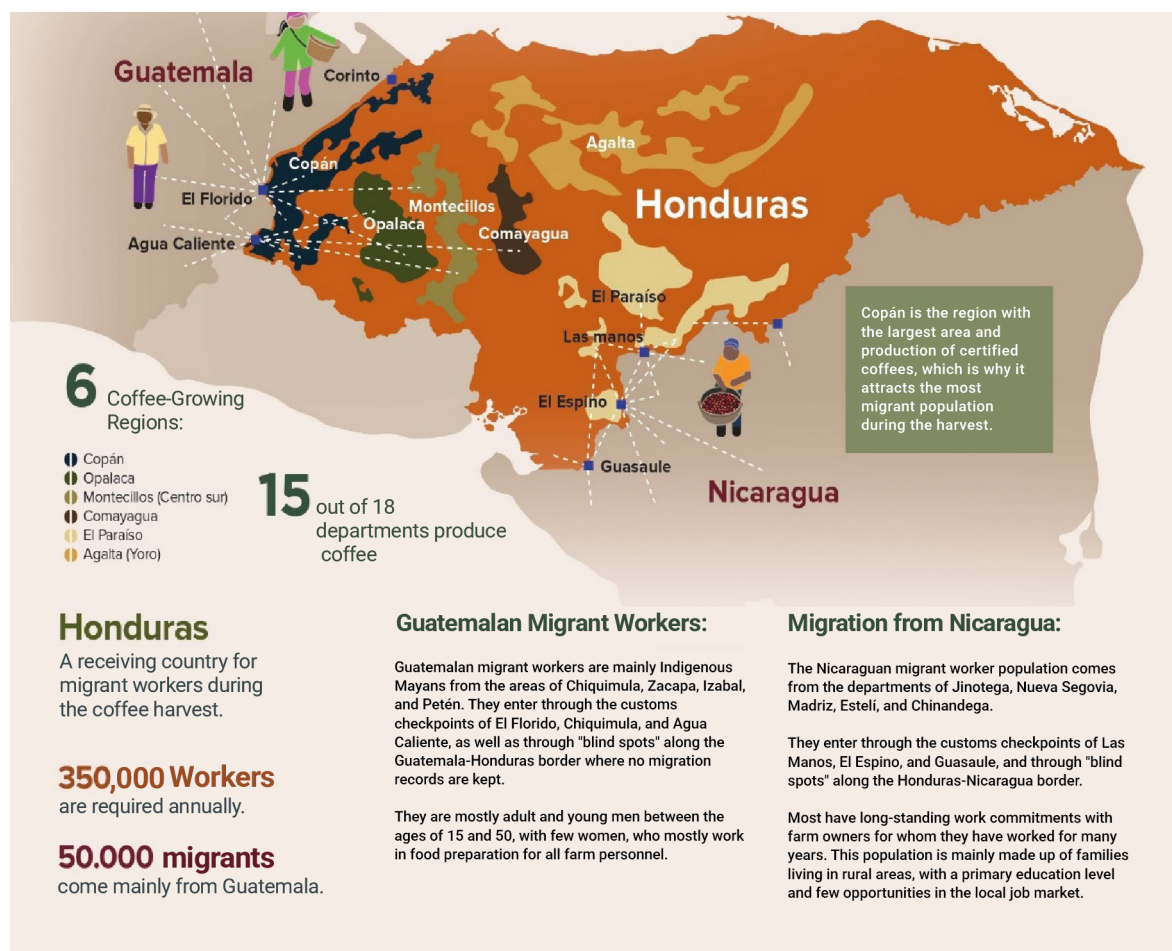 Guatemala
Corinto
Copán
Agalta
El Florido
Honduras
Montecillos
Opalaca
Agua Caliente
Comayagua
El Paraíso
Las manos
El Espino
Guasaule
Nicaragua
Copán is the region with
the largest area and
production of certified
coffees, which is why it
attracts the most
migrant population
during the harvest.
6 Coffee-Growing
Regions:
Copán
Opalaca
Montecillos (Centro sur)
Comayagua
El Paraíso
Agalta (Yoro)
15 out of 18
departments produce
coffee
Honduras
A receiving country for
migrant workers during
the coffee harvest.
350,000 Workers
are required annually.
50.000 migrants
come mainly from Guatemala.
Guatemalan Migrant Workers:
Guatemalan migrant workers are mainly Indigenous
Mayans from the areas of Chiquimula, Zacapa, Izabal,
and Petén. They enter through the customs
checkpoints of El Florido, Chiquimula, and Agua
Caliente, as well as through "blind spots" along the
Guatemala-Honduras border where no migration
records are kept.
They are mostly adult and young men between the
ages of 15 and 50, with few women, who mostly work
in food preparation for all farm personnel.
Migration from Nicaragua:
The Nicaraguan migrant worker population comes
from the departments of Jinotega, Nueva Segovia,
Madriz, Estelí, and Chinandega.
They enter through the customs checkpoints of Las
Manos, El Espino, and Guasaule, and through "blind
spots" along the Honduras-Nicaragua border.
Most have long-standing work commitments with
farm owners for whom they have worked for many
years. This population is mainly made up of families
living in rural areas, with a primary education level
and few opportunities in the local job market.